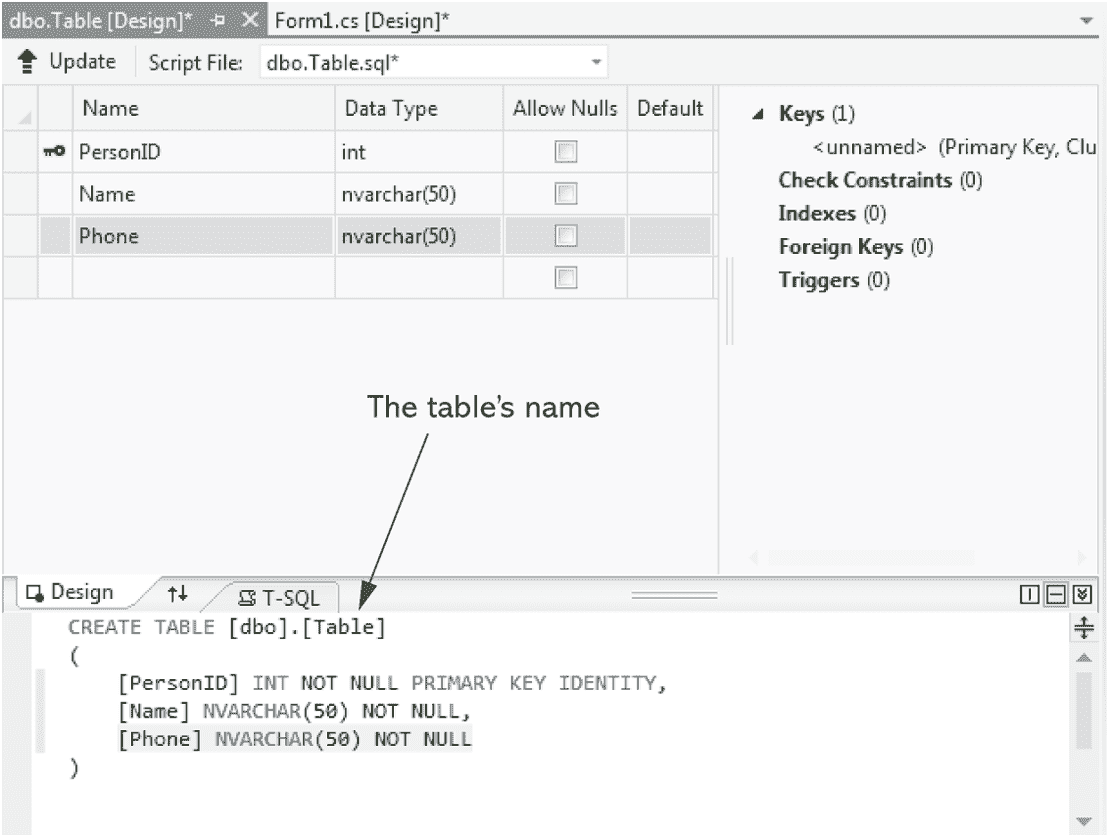 dbo.Table [Design]* Form1.cs [Design]*
Update Script File: dbo.Table.sql*
Name Data Type Allow Nulls Default
PersonID int
Name nvarchar(50)
Phone nvarchar(50)
Keys (1)
<unnamed> (Primary Key, Clu
Check Constraints (0)
Indexes (0)
Foreign Keys (0)
Triggers (0)
The table's name
Design T-SQL
CREATE TABLE [dbo].[Table]
(
[PersonID] INT NOT NULL PRIMARY KEY IDENTITY,
[Name] NVARCHAR(50) NOT NULL,
[Phone] NVARCHAR(50) NOT NULL
)